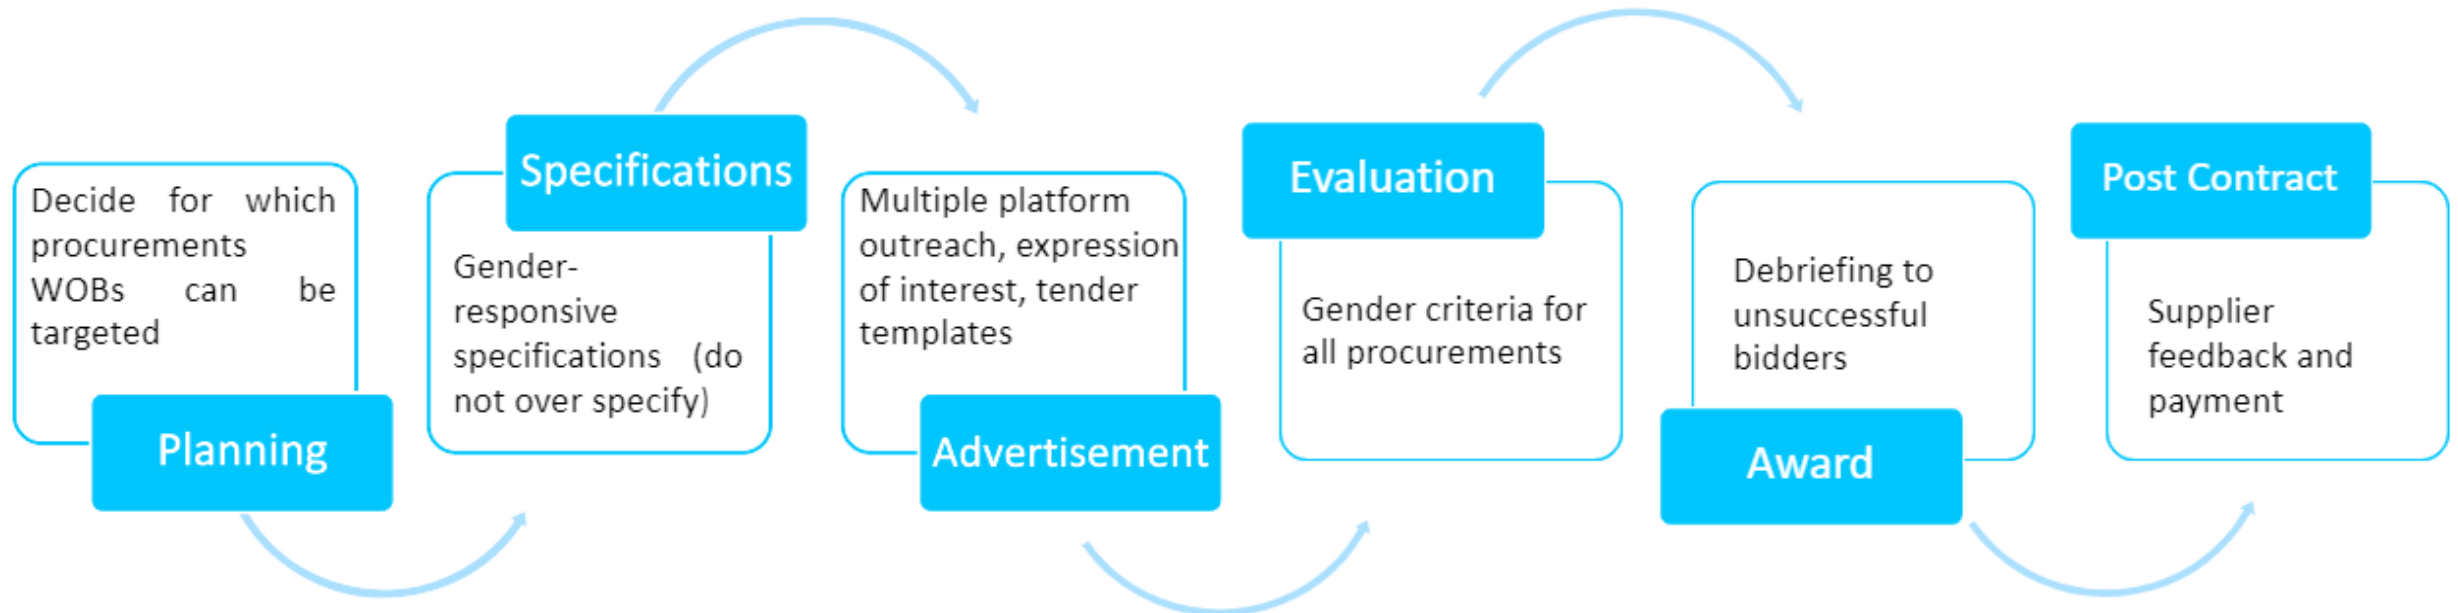 Decide for which
procurements
WOBs can be
targeted
Planning
Specifications
Gender-
responsive
specifications (do
not over specify)
Multiple platform
outreach, expression
of interest, tender
templates
Advertisement
Evaluation
Gender criteria for
all procurements
Debriefing to
unsuccessful
bidders
Award
Post Contract
Supplier
feedback and
payment